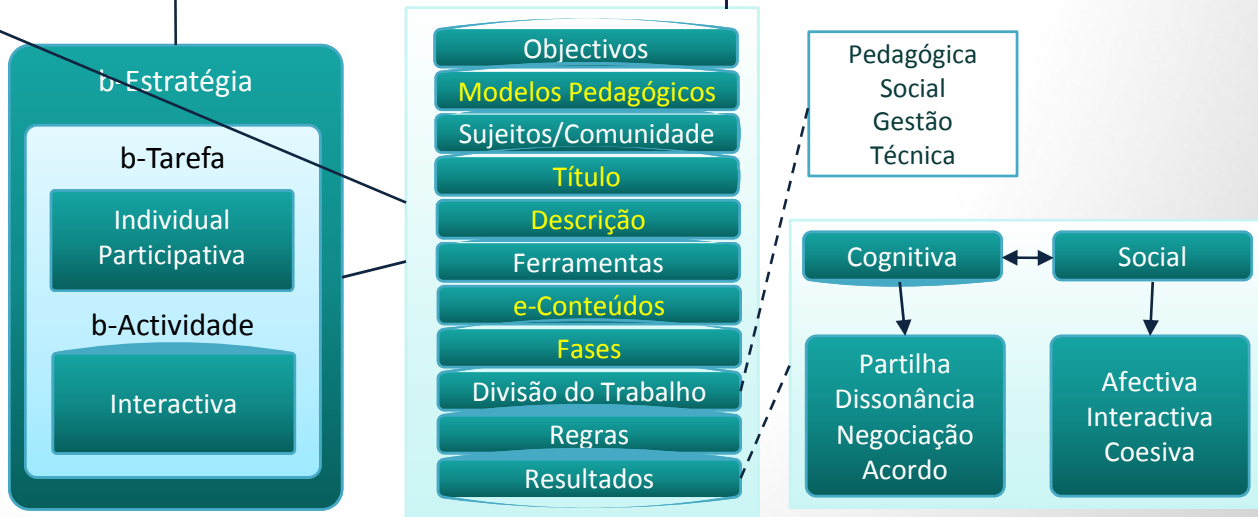 b-Estratégia
b-Tarefa
Individual
Participativa
b-Actividade
Interactiva
Objectivos
Modelos Pedagógicos
Sujeitos/Comunidade
Título
Descrição
Ferramentas
e-Conteúdos
Fases
Divisão do Trabalho
Regras
Resultados
Pedagógica
Social
Gestão
Técnica
Cognitiva
Social
Partilha
Dissonância
Negociação
Acordo
Afectiva
Interactiva
Coesiva